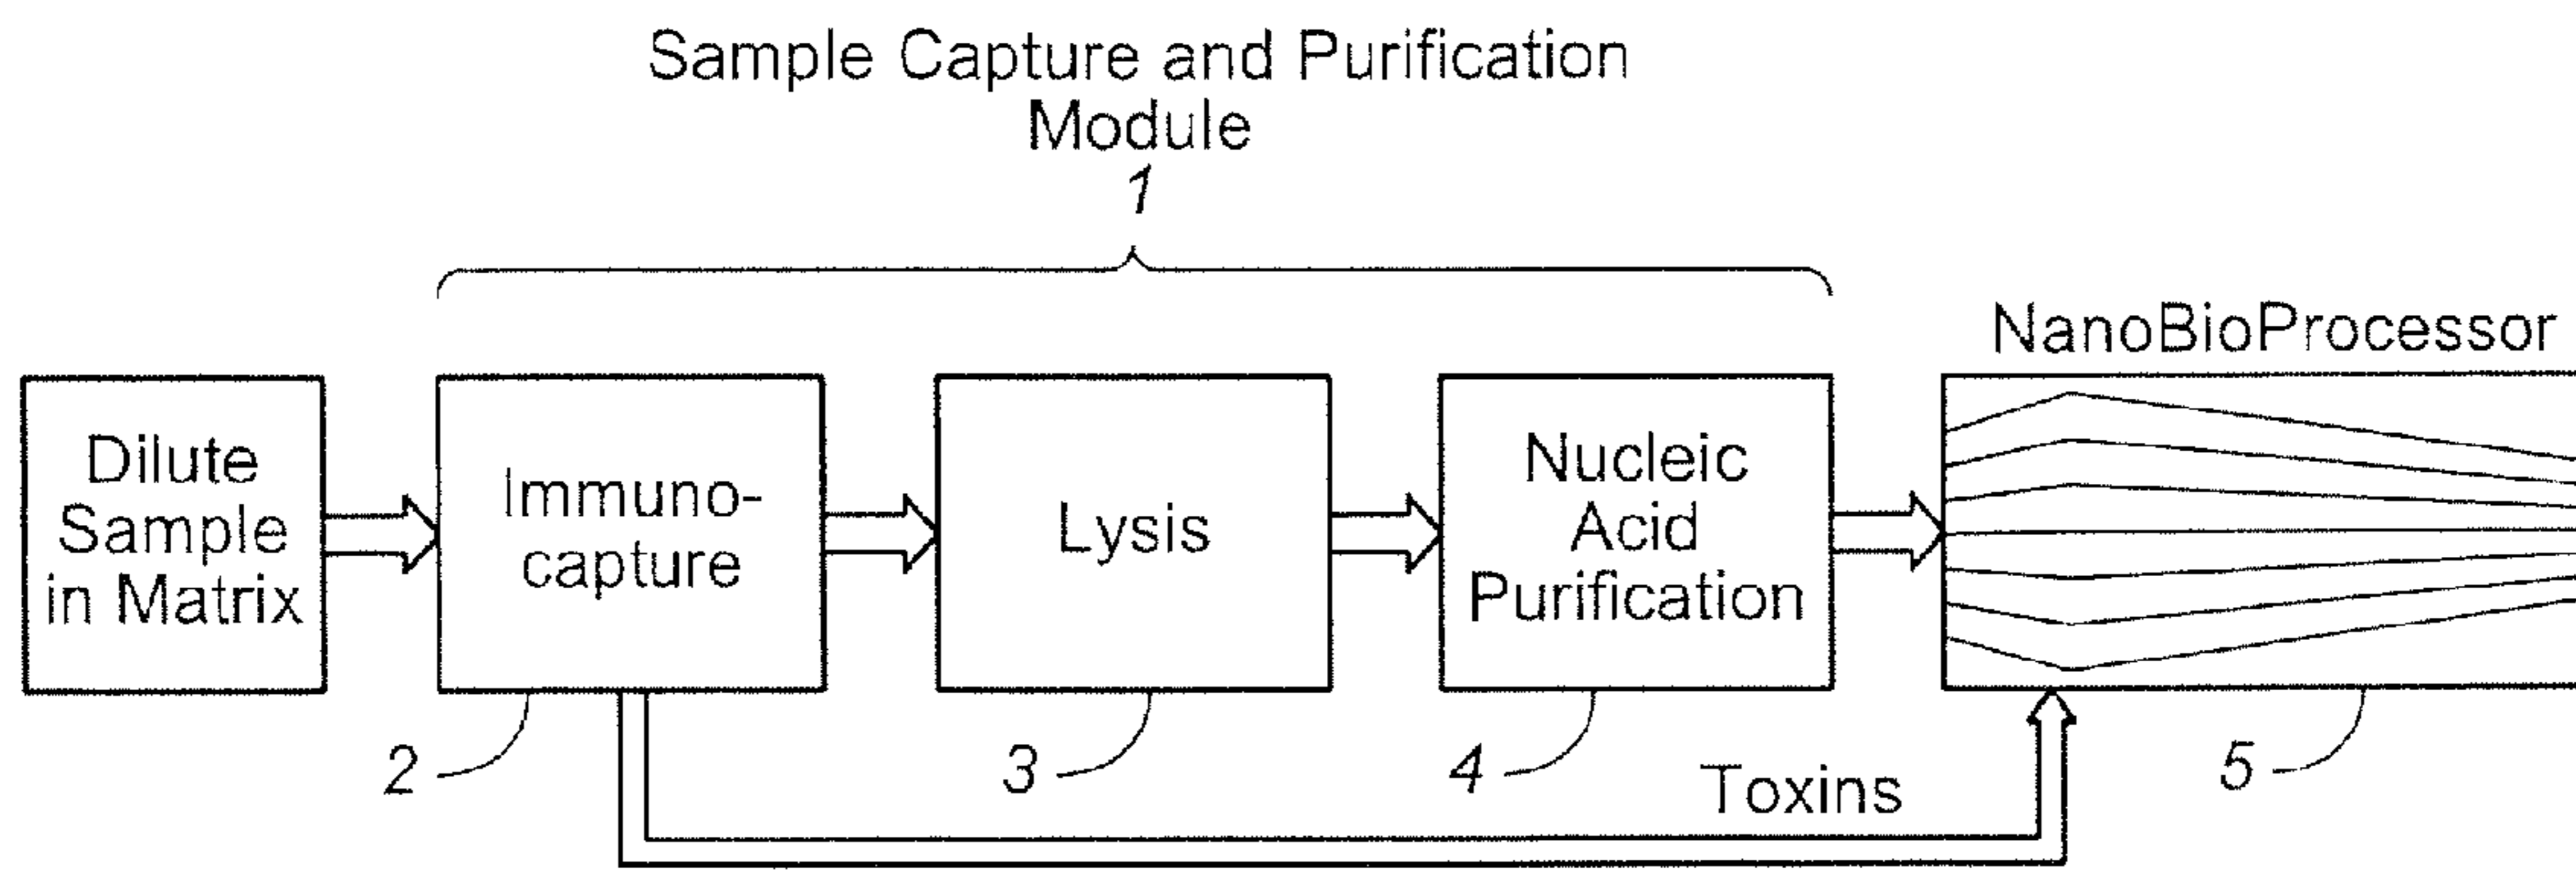 Sample Capture and Purification
Module
1
NanoBioProcessor
Dilute
Sample
in Matrix
Immuno-
capture
Lysis
Nucleic
Acid
Purification
2
3
4
Toxins
5